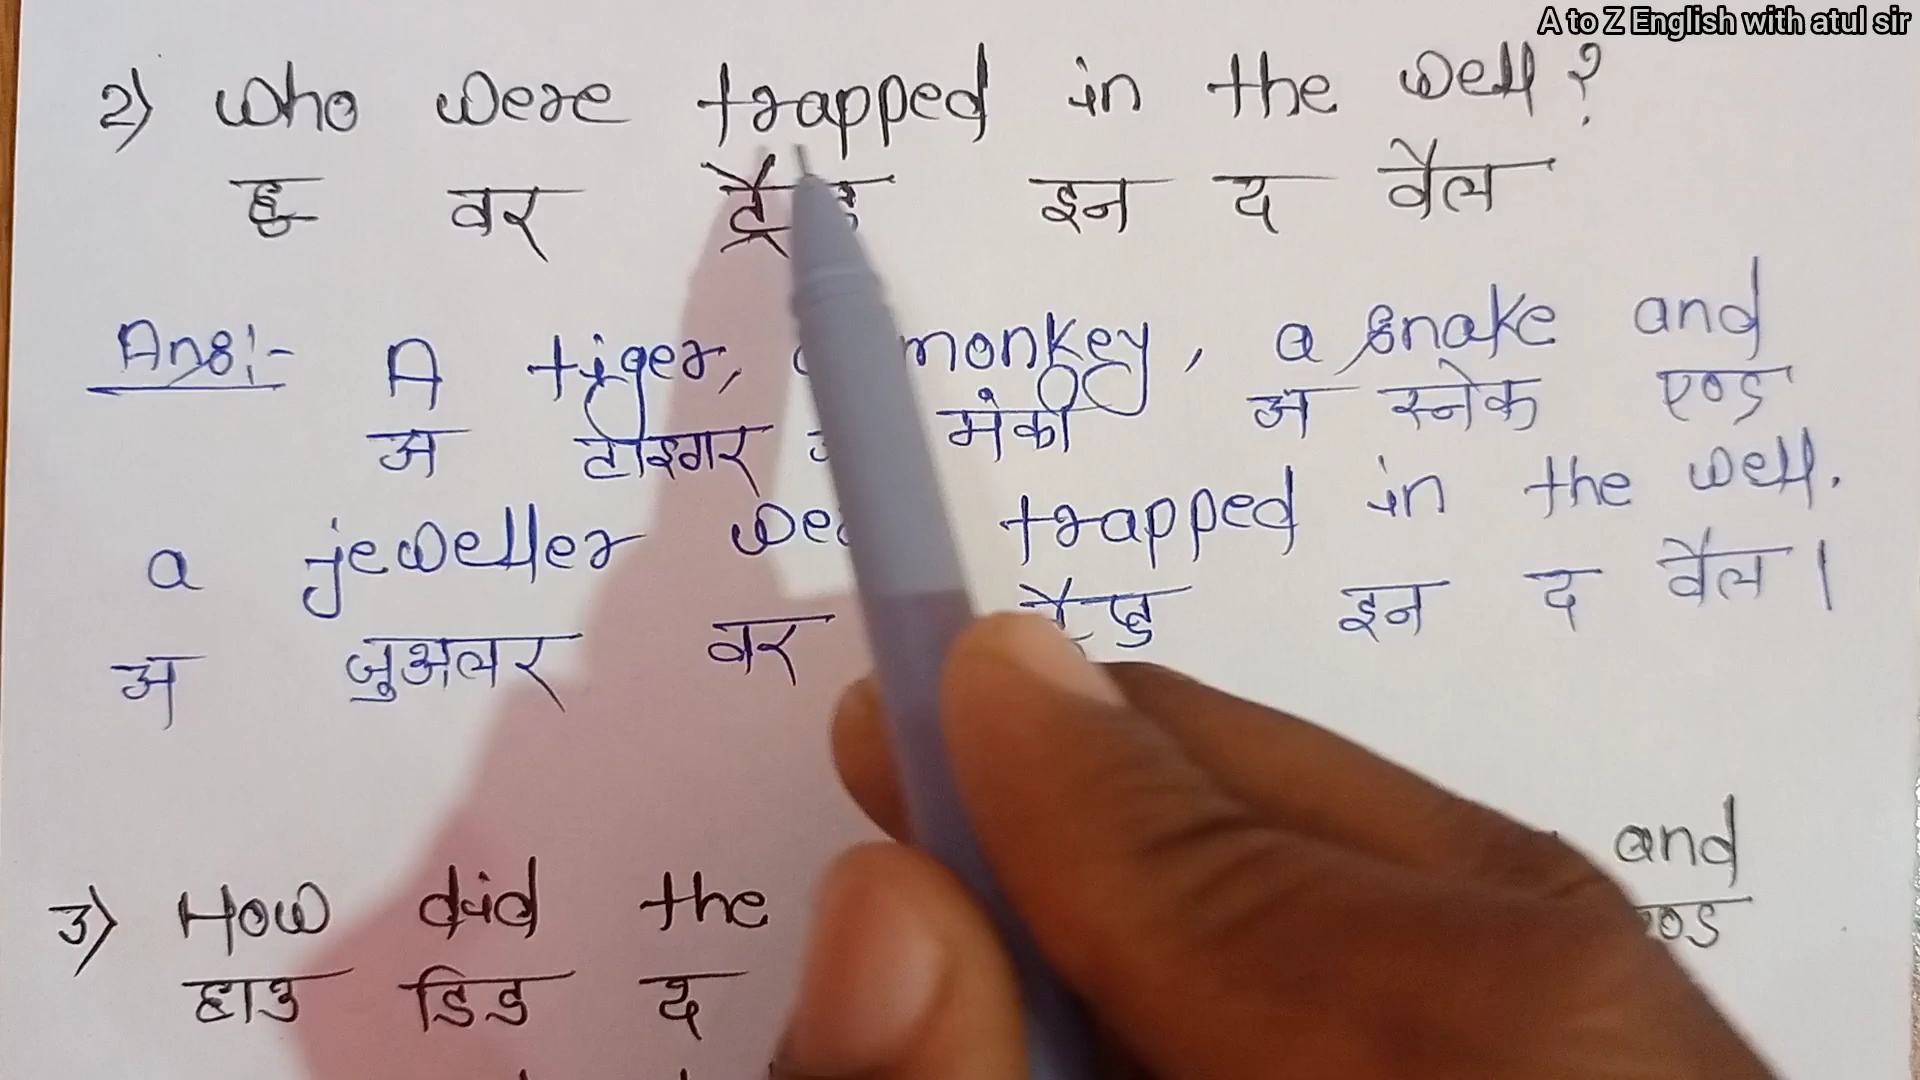 A to Z English with atul sir
2) Who were trapped in the well?
हु वर इन द वैल
Ans:- A tiger, monkey, a snake and
अ टाइगर मंकी अ स्नेक एण्ड
a jeweller trapped in the well.
अ जुअलर वर इन द वैल।
3) How did the and
हाउ डिड द